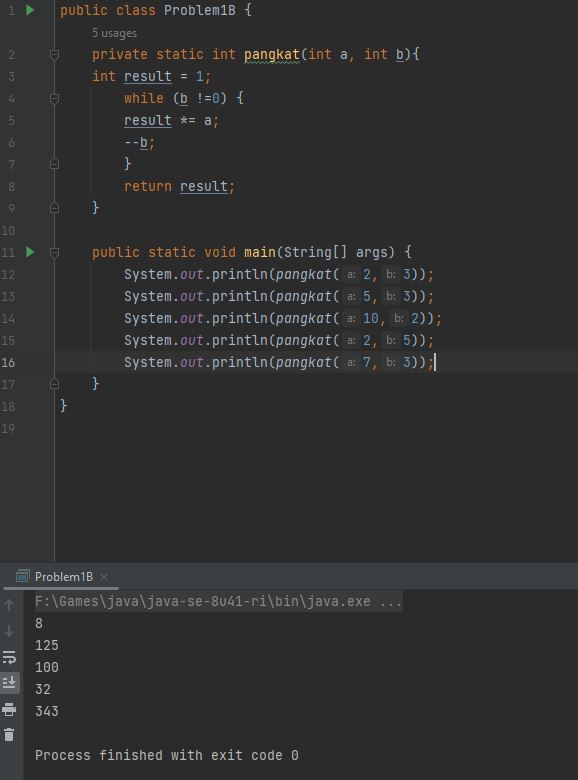 1 public class Problem1B {
5 usages
2 private static int pangkat(int a, int b){
3 int result = 1;
4 while (b !=0) {
5 result *= a;
6 --b;
7 }
8 return result;
9 }
10
11 public static void main(String[] args) {
12 System.out.println(pangkat( a: 2, b: 3));
13 System.out.println(pangkat( a: 5, b: 3));
14 System.out.println(pangkat( a: 10, b: 2));
15 System.out.println(pangkat( a: 2, b: 5));
16 System.out.println(pangkat( a: 7, b: 3));
17 }
18 }
19
Problem1B ×
F:\Games\java\java-se-8u41-ri\bin\java.exe ...
8
125
100
32
343
Process finished with exit code 0